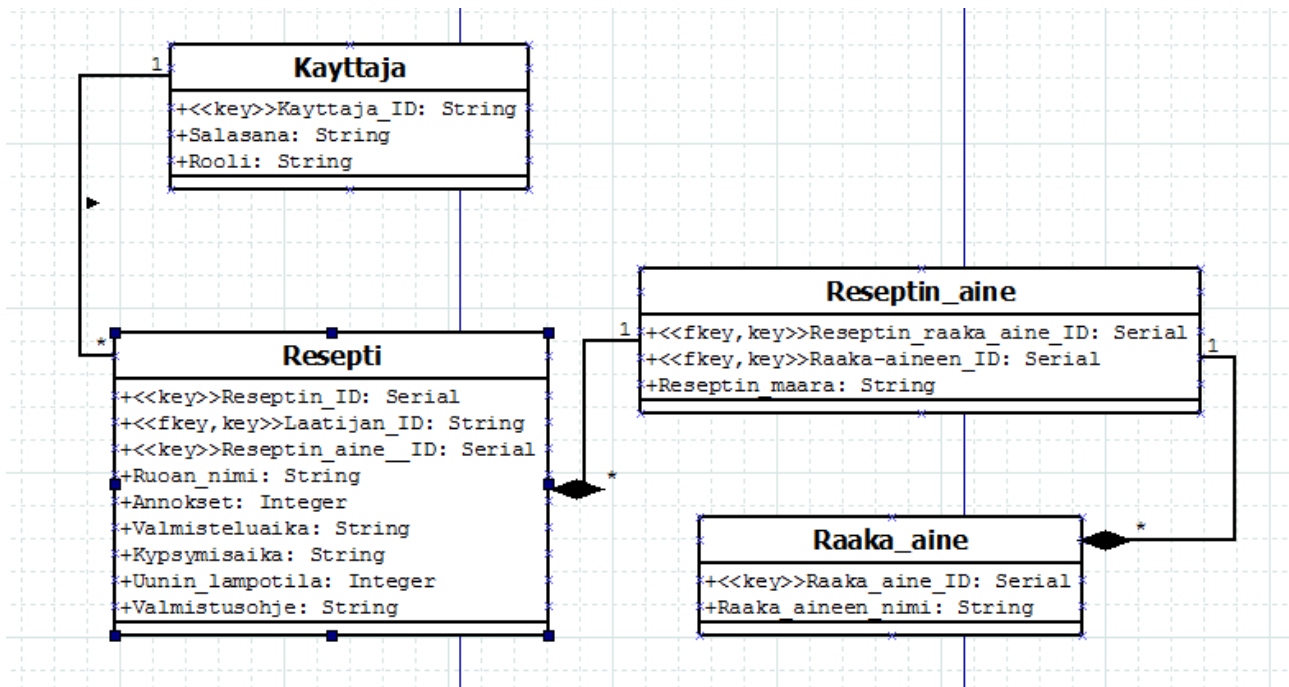 1
Kayttaja
+<<key>>Kayttaja_ID: String
+Salasana: String
+Rooli: String
*
Resepti
+<<key>>Reseptin_ID: Serial
+<<fkey,key>>Laatijan_ID: String
+<<key>>Reseptin_aine__ID: Serial
+Ruoan_nimi: String
+Annokset: Integer
+Valmisteluaika: String
+Kypsymisaika: String
+Uunin_lampotila: Integer
+Valmistusohje: String
*
1
Reseptin_aine
+<<fkey,key>>Reseptin_raaka_aine_ID: Serial
+<<fkey,key>>Raaka-aineen_ID: Serial
+Reseptin_maara: String
1
Raaka_aine
+<<key>>Raaka_aine_ID: Serial
+Raaka_aineen_nimi: String
*